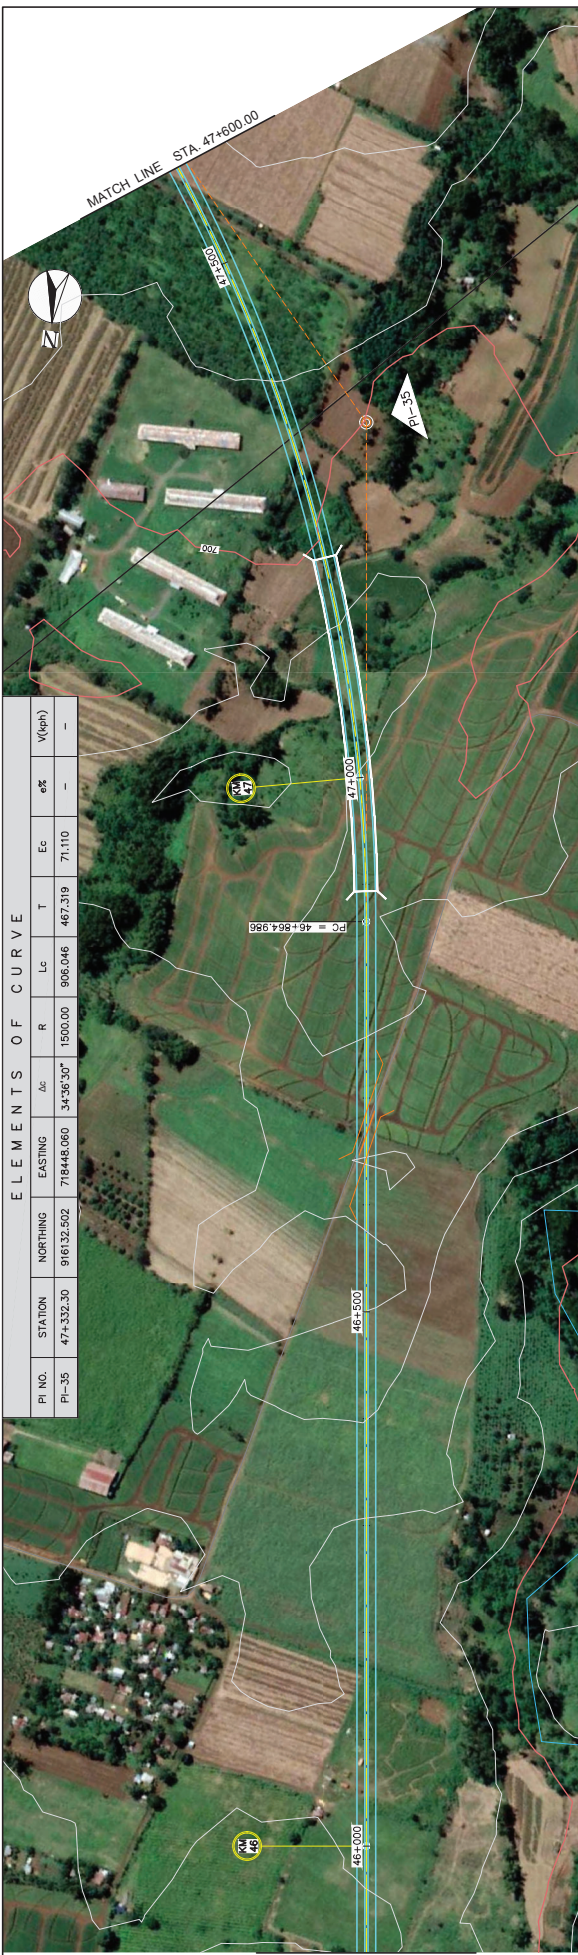 MATCH LINE STA. 47+600.00
47+500
N
PI-35
700
KM
47
47+000
PC = 46+864.986
ELEMENTS OF CURVE
PI NO. STATION NORTHING EASTING Δc R Lc T Ec e% V(kph)
PI-35 47+332.30 916132.502 718448.060 34°36'30" 1500.00 906.046 467.319 71.110 - -
46+500
KM
46
46+000